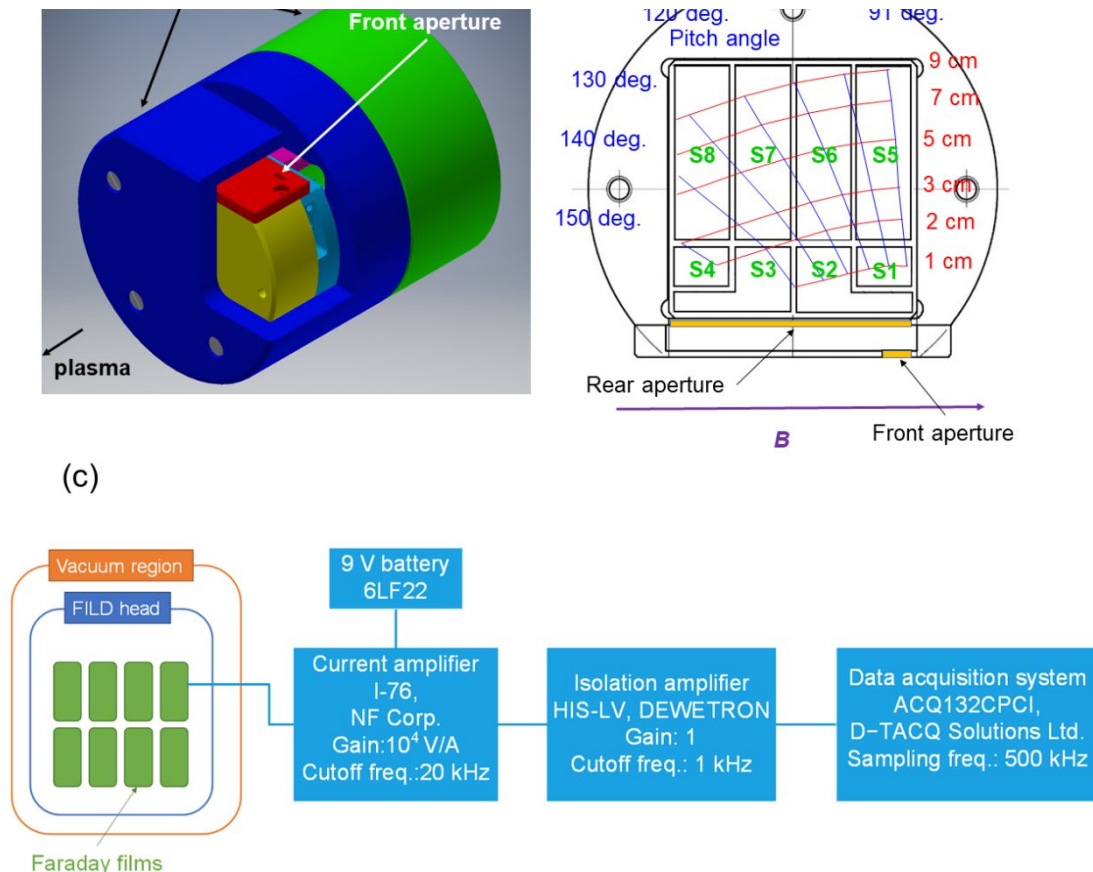 Front aperture
plasma
120 deg.
91 deg.
Pitch angle
130 deg.
140 deg.
150 deg.
9 cm
7 cm
5 cm
3 cm
2 cm
1 cm
S8
S7
S6
S5
S4
S3
S2
S1
Rear aperture
Front aperture
B
(c)
Vacuum region
FILD head
Faraday films
9 V battery
6LF22
Current amplifier
I-76,
NF Corp.
Gain:10⁴ V/A
Cutoff freq.:20 kHz
Isolation amplifier
HIS-LV, DEWETRON
Gain: 1
Cutoff freq.: 1 kHz
Data acquisition system
ACQ132CPCI,
D−TACQ Solutions Ltd.
Sampling freq.: 500 kHz